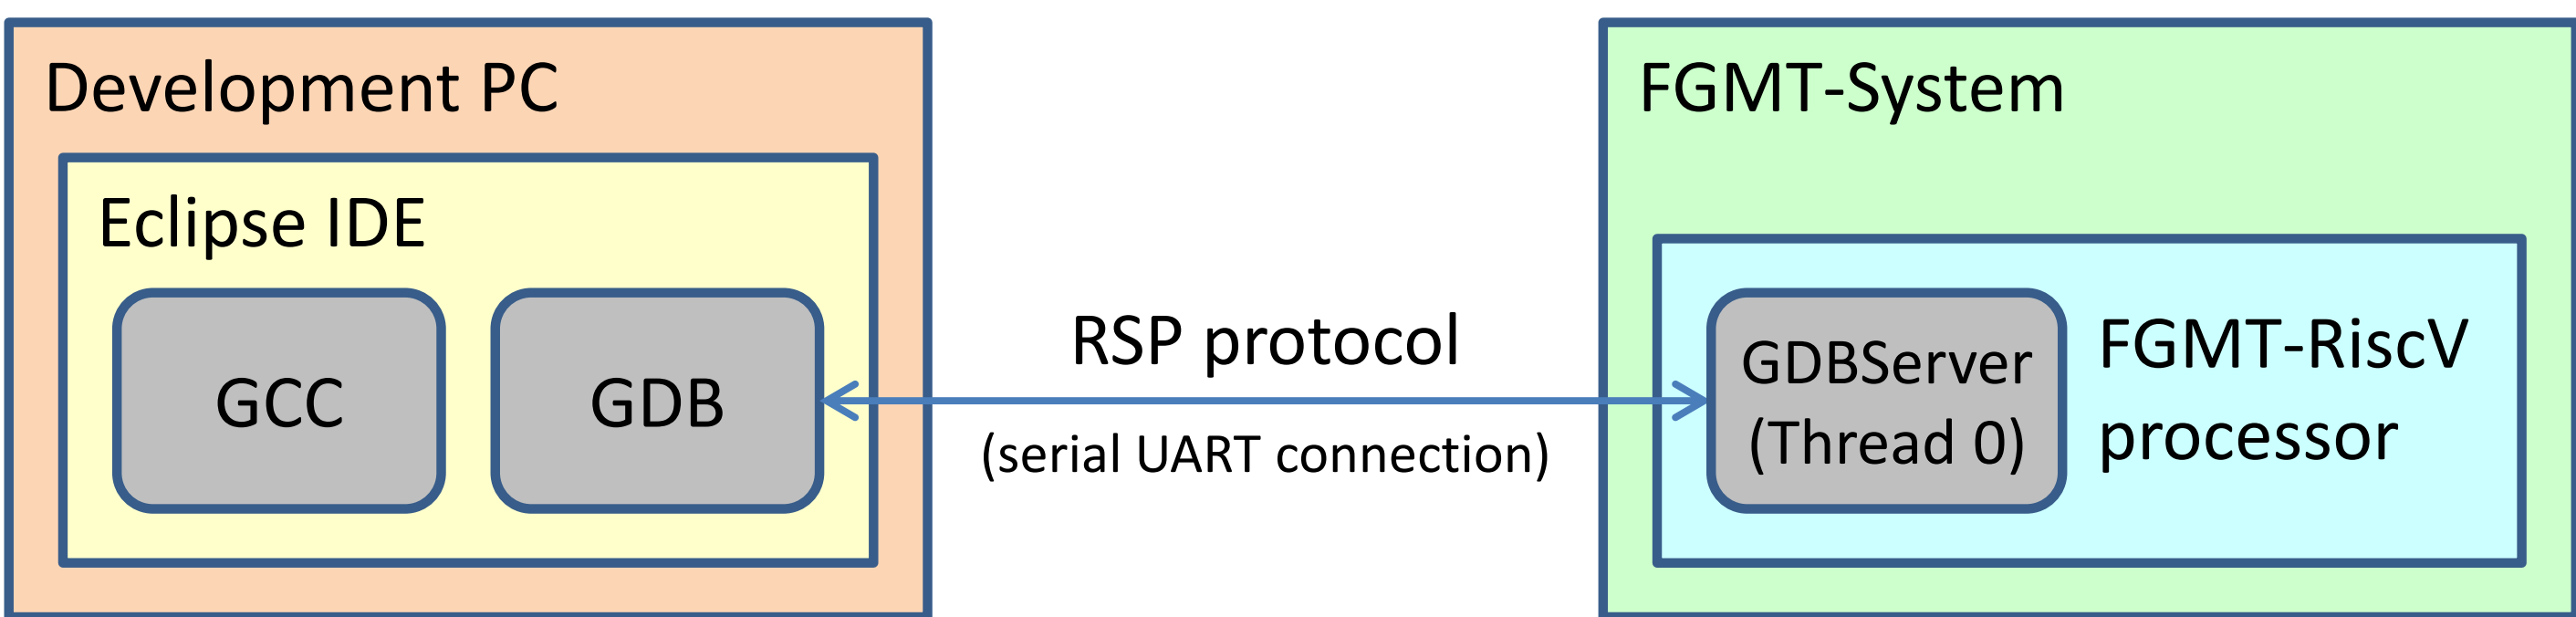 Development PC
Eclipse IDE
GCC
GDB
RSP protocol
(serial UART connection)
FGMT-System
GDBServer
(Thread 0)
FGMT-RiscV
processor